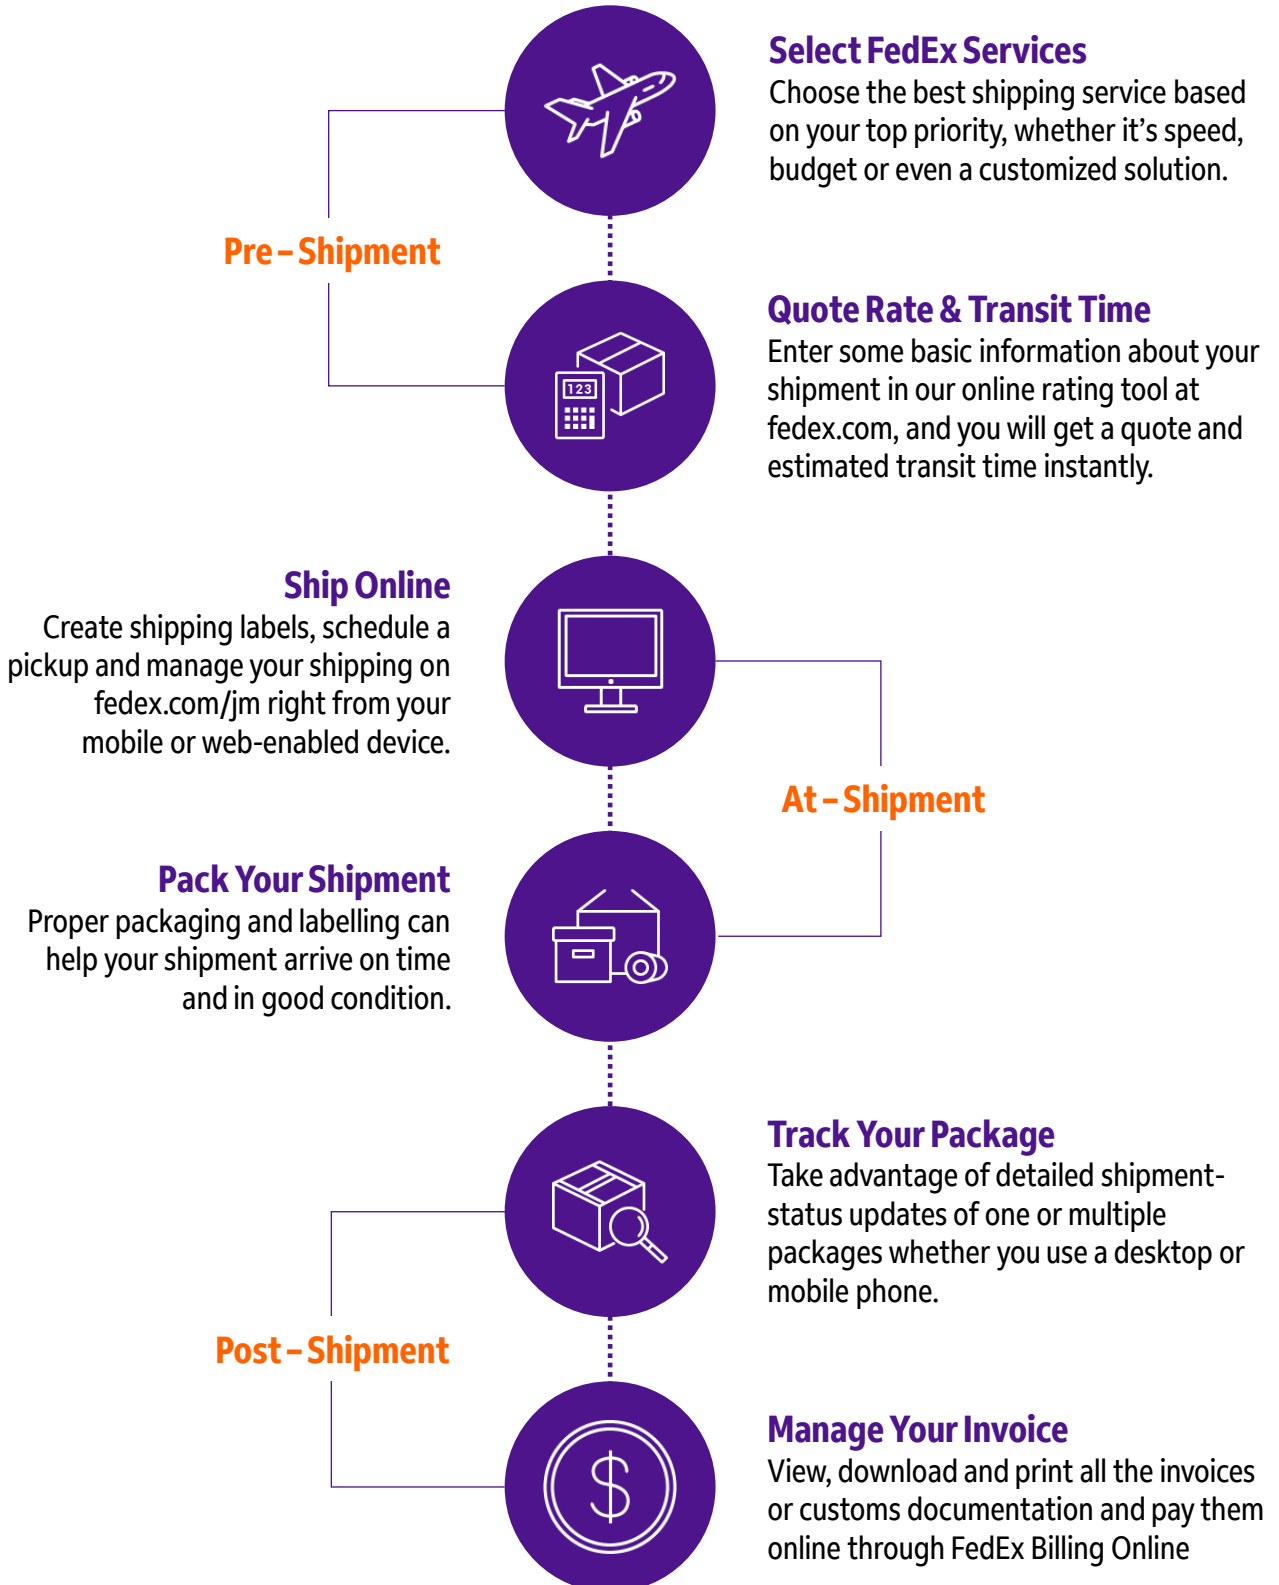 Select FedEx Services
Choose the best shipping service based
on your top priority, whether it’s speed,
budget or even a customized solution.
Pre – Shipment
Quote Rate & Transit Time
Enter some basic information about your
shipment in our online rating tool at
fedex.com, and you will get a quote and
estimated transit time instantly.
123
Ship Online
Create shipping labels, schedule a
pickup and manage your shipping on
fedex.com/jm right from your
mobile or web-enabled device.
At – Shipment
Pack Your Shipment
Proper packaging and labelling can
help your shipment arrive on time
and in good condition.
Track Your Package
Take advantage of detailed shipment-
status updates of one or multiple
packages whether you use a desktop or
mobile phone.
Post – Shipment
Manage Your Invoice
View, download and print all the invoices
or customs documentation and pay them
online through FedEx Billing Online
$